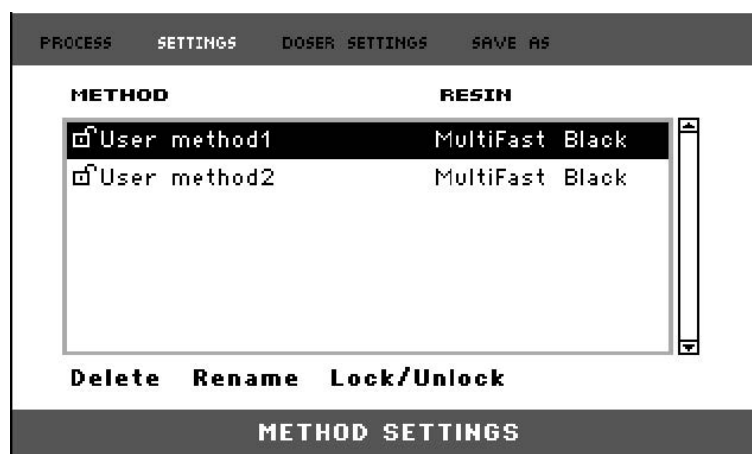 PROCESS SETTINGS DOSER SETTINGS SAVE AS
METHOD RESIN
User method1 MultiFast Black
User method2 MultiFast Black
Delete Rename Lock/Unlock
METHOD SETTINGS